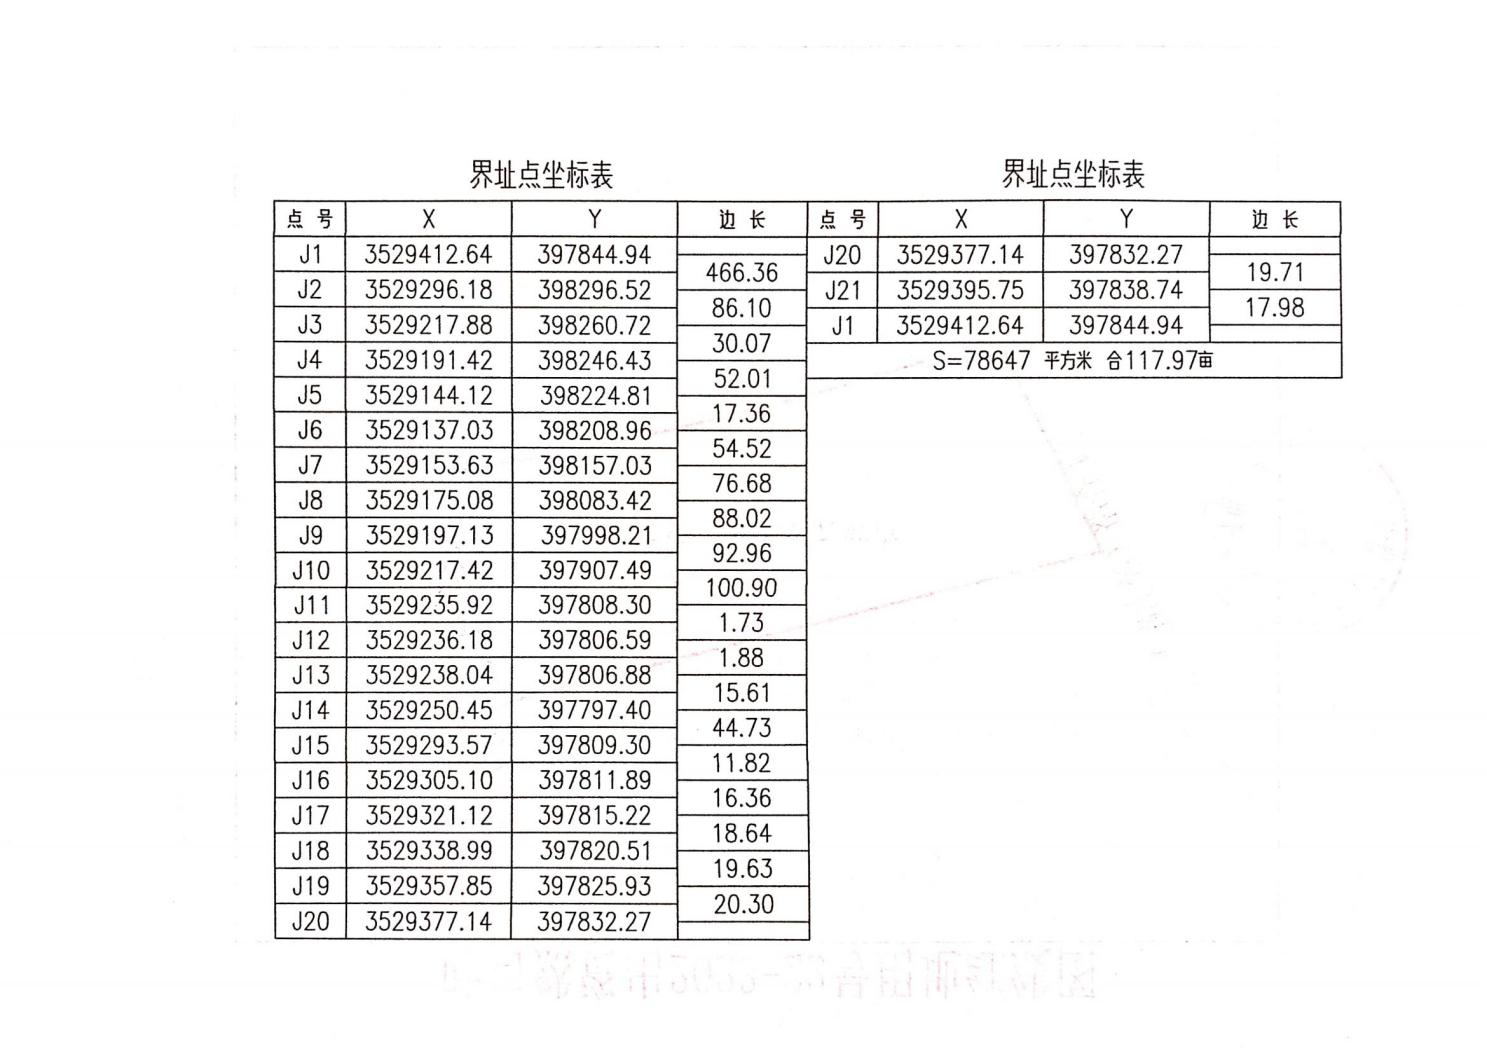 界址点坐标表
点 号 X Y 边 长
J1 3529412.64 397844.94
466.36
J2 3529296.18 398296.52
86.10
J3 3529217.88 398260.72
30.07
J4 3529191.42 398246.43
52.01
J5 3529144.12 398224.81
17.36
J6 3529137.03 398208.96
54.52
J7 3529153.63 398157.03
76.68
J8 3529175.08 398083.42
88.02
J9 3529197.13 397998.21
92.96
J10 3529217.42 397907.49
100.90
J11 3529235.92 397808.30
1.73
J12 3529236.18 397806.59
1.88
J13 3529238.04 397806.88
15.61
J14 3529250.45 397797.40
44.73
J15 3529293.57 397809.30
11.82
J16 3529305.10 397811.89
16.36
J17 3529321.12 397815.22
18.64
J18 3529338.99 397820.51
19.63
J19 3529357.85 397825.93
20.30
J20 3529377.14 397832.27
界址点坐标表
点 号 X Y 边 长
J20 3529377.14 397832.27
19.71
J21 3529395.75 397838.74
17.98
J1 3529412.64 397844.94
S=78647 平方米 合117.97亩